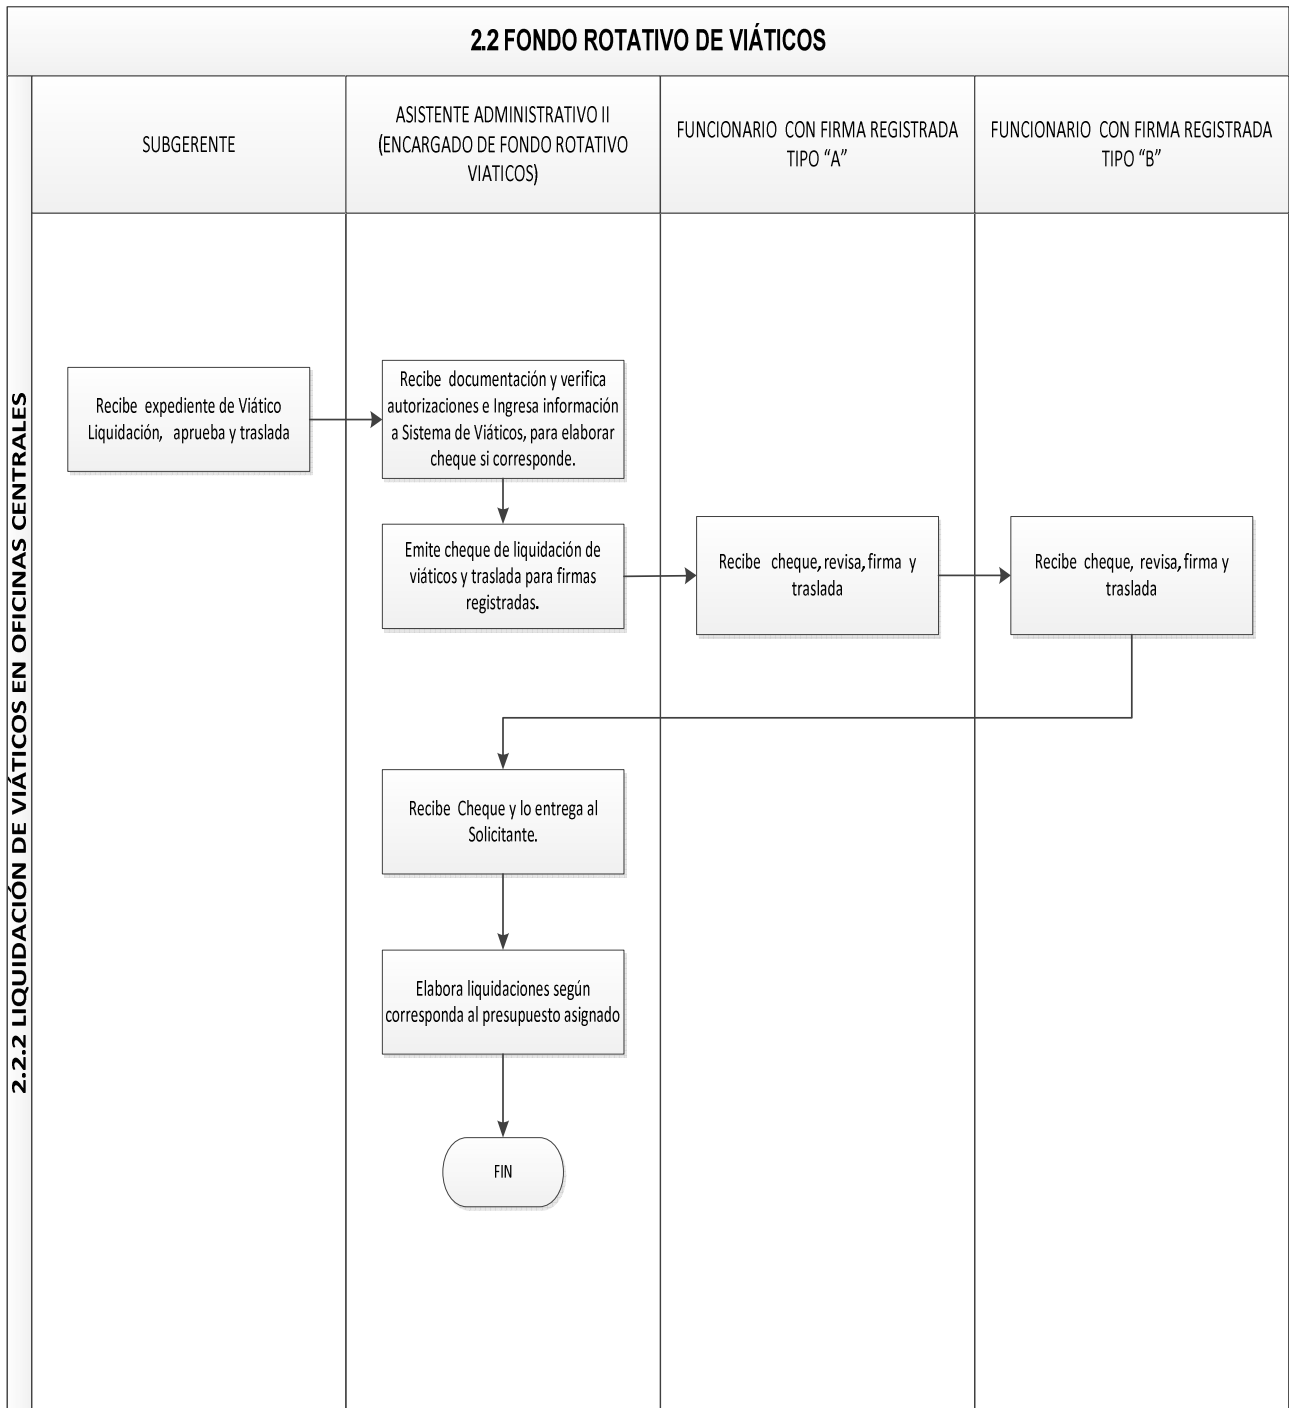 2.2 FONDO ROTATIVO DE VIÁTICOS
2.2.2 LIQUIDACIÓN DE VIÁTICOS EN OFICINAS CENTRALES
SUBGERENTE
ASISTENTE ADMINISTRATIVO II
(ENCARGADO DE FONDO ROTATIVO
VIATICOS)
FUNCIONARIO CON FIRMA REGISTRADA
TIPO “A”
FUNCIONARIO CON FIRMA REGISTRADA
TIPO “B”
Recibe expediente de Viático
Liquidación, aprueba y traslada
Recibe documentación y verifica
autorizaciones e Ingresa información
a Sistema de Viáticos, para elaborar
cheque si corresponde.
Emite cheque de liquidación de
viáticos y traslada para firmas
registradas.
Recibe cheque, revisa, firma y
traslada
Recibe cheque, revisa, firma y
traslada
Recibe Cheque y lo entrega al
Solicitante.
Elabora liquidaciones según
corresponda al presupuesto asignado
FIN